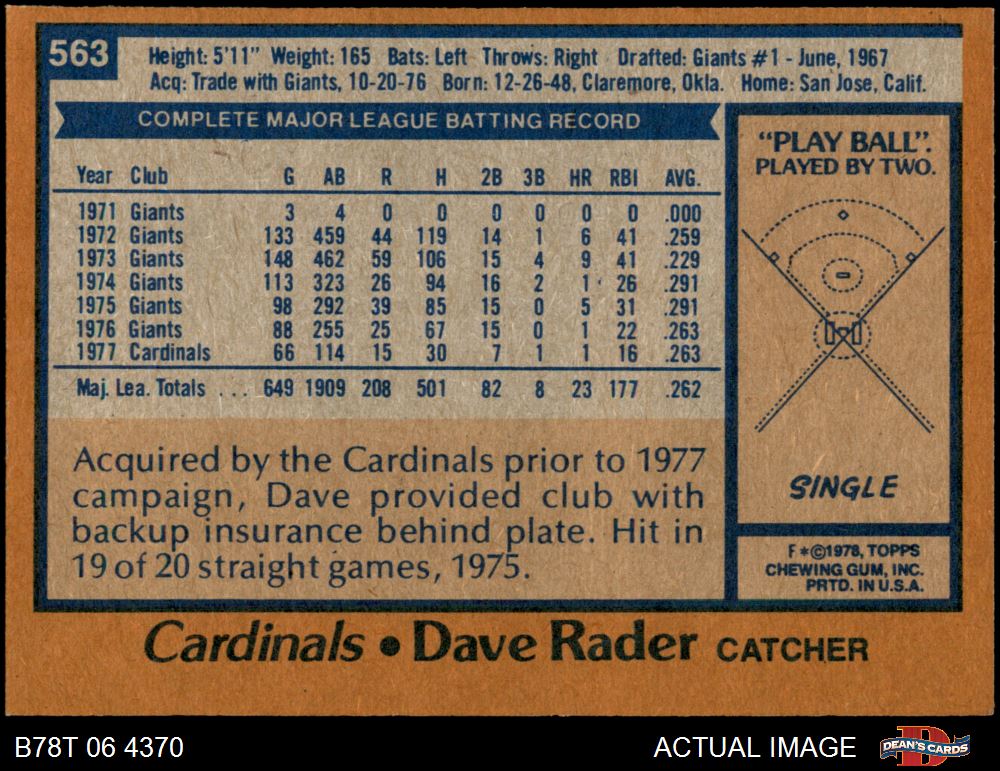 563
Height: 5'11" Weight: 165 Bats: Left Throws: Right Drafted: Giants #1 - June, 1967
Acq: Trade with Giants, 10-20-76 Born: 12-26-48, Claremore, Okla. Home: San Jose, Calif.
COMPLETE MAJOR LEAGUE BATTING RECORD
Year Club G AB R H 2B 3B HR RBI AVG.
1971 Giants 3 4 0 0 0 0 0 0 .000
1972 Giants 133 459 44 119 14 1 6 41 .259
1973 Giants 148 462 59 106 15 4 9 41 .229
1974 Giants 113 323 26 94 16 2 1 26 .291
1975 Giants 98 292 39 85 15 0 5 31 .291
1976 Giants 88 255 25 67 15 0 1 22 .263
1977 Cardinals 66 114 15 30 7 1 1 16 .263
Maj. Lea. Totals . . . 649 1909 208 501 82 8 23 177 .262
Acquired by the Cardinals prior to 1977
campaign, Dave provided club with
backup insurance behind plate. Hit in
19 of 20 straight games, 1975.
"PLAY BALL".
PLAYED BY TWO.
SINGLE
F*©1978, TOPPS
CHEWING GUM, INC.
PRTD. IN U.S.A.
Cardinals • Dave Rader CATCHER
B78T 06 4370
ACTUAL IMAGE
DEAN'S CARDS